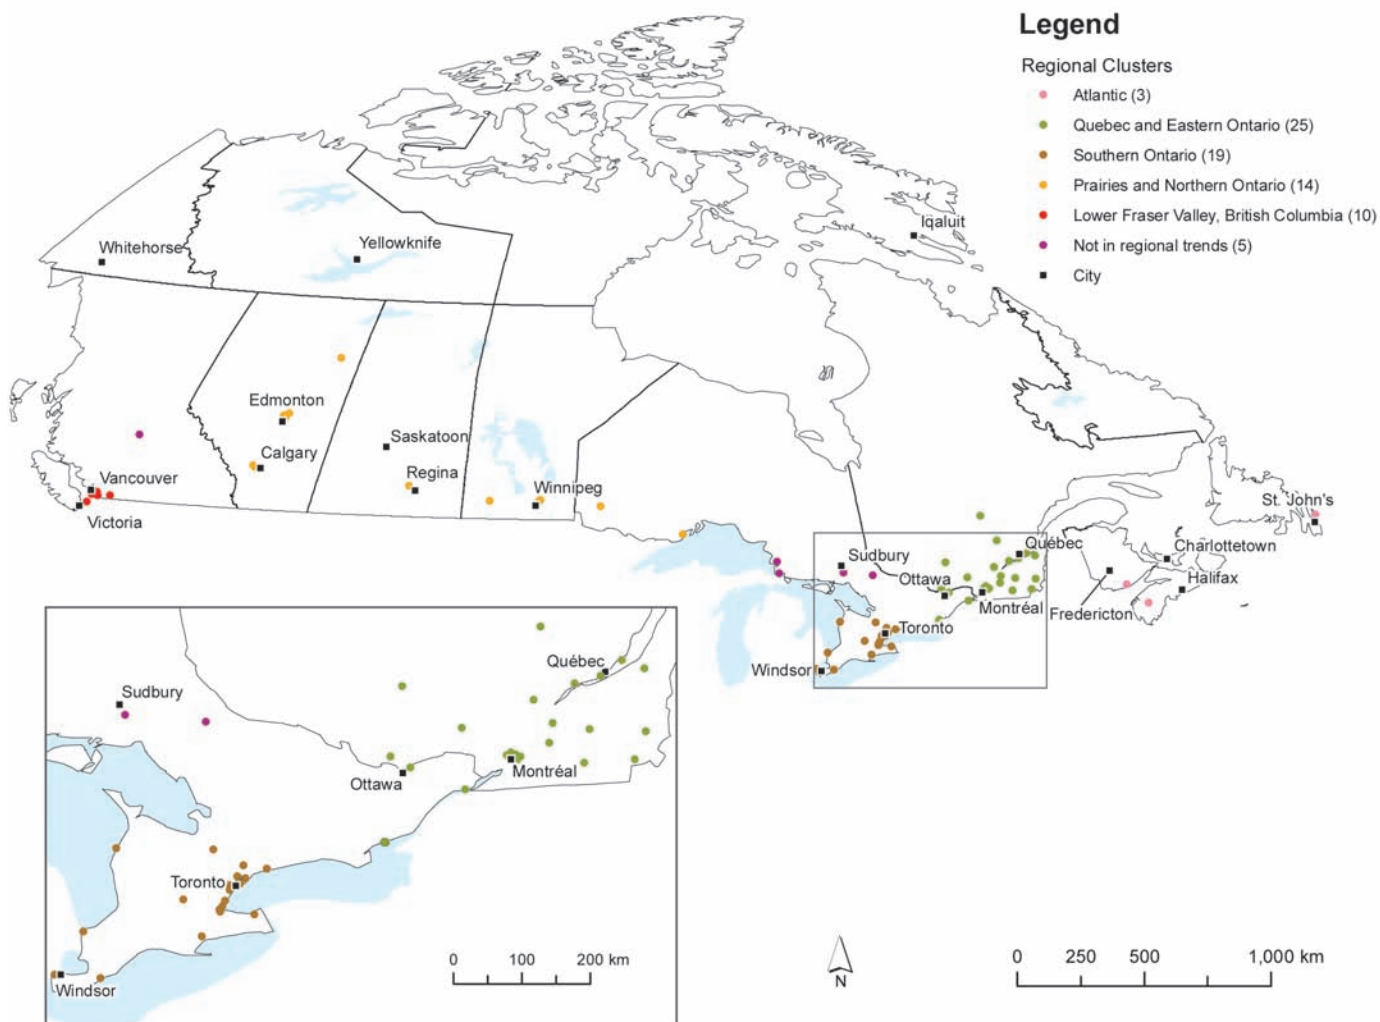 Legend
Regional Clusters
Atlantic (3)
Quebec and Eastern Ontario (25)
Southern Ontario (19)
Prairies and Northern Ontario (14)
Lower Fraser Valley, British Columbia (10)
Not in regional trends (5)
City
Iqaluit
Whitehorse
Yellowknife
Edmonton
Calgary
Saskatoon
Regina
Winnipeg
Vancouver
Victoria
St. John's
Sudbury
Québec
Charlottetown
Ottawa
Halifax
Montréal
Fredericton
Toronto
Windsor
Québec
Sudbury
Ottawa
Montréal
Toronto
Windsor
0 100 200 km
N
0 250 500 1,000 km